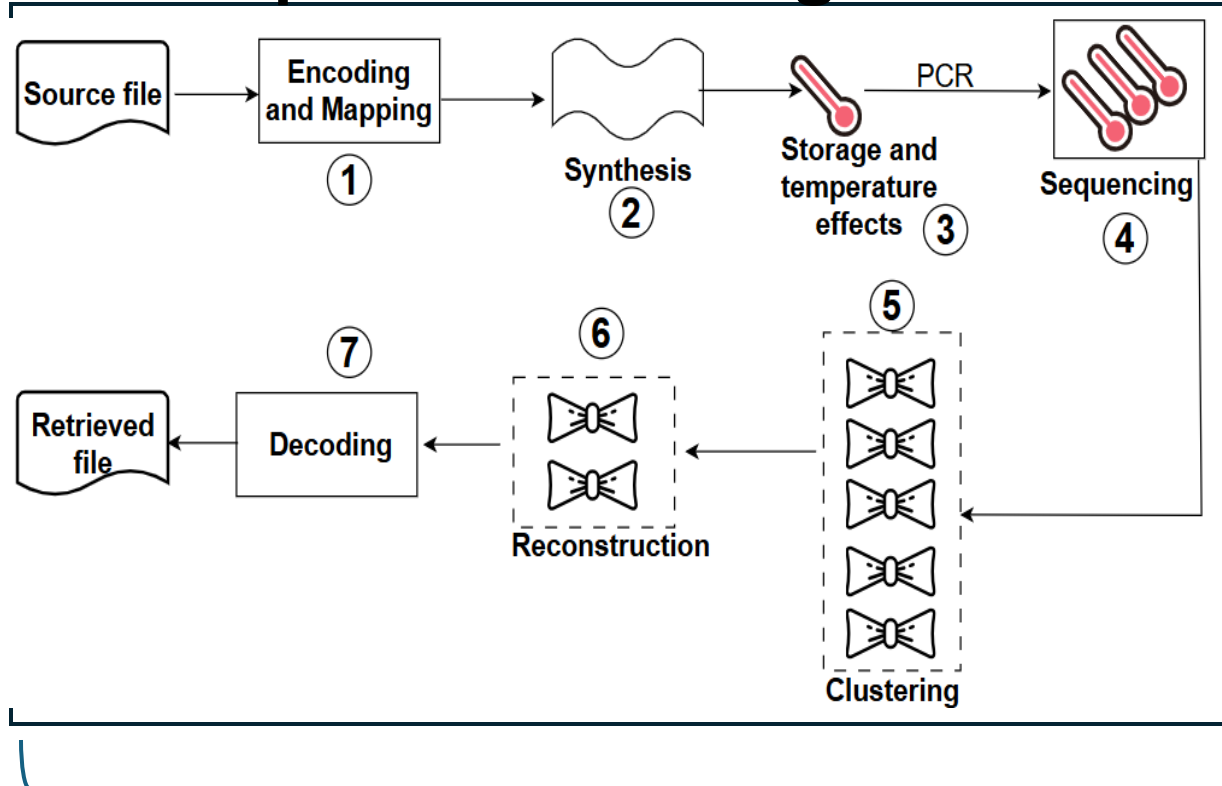 Source file
Encoding
and Mapping
1
Synthesis
2
Storage and
temperature
effects
3
PCR
Sequencing
4
5
Clustering
6
Reconstruction
7
Decoding
Retrieved
file